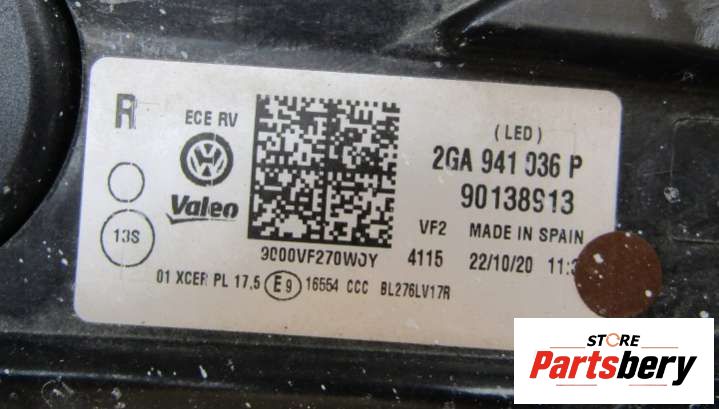 R
ECE RV
Valeo
13S
(LED)
2GA 941 036 P
90138913
VF2 MADE IN SPAIN
4115 22/10/20
01 XCER PL 17,5 E9 16554 CCC BL276LV17R
STORE
Partsbery